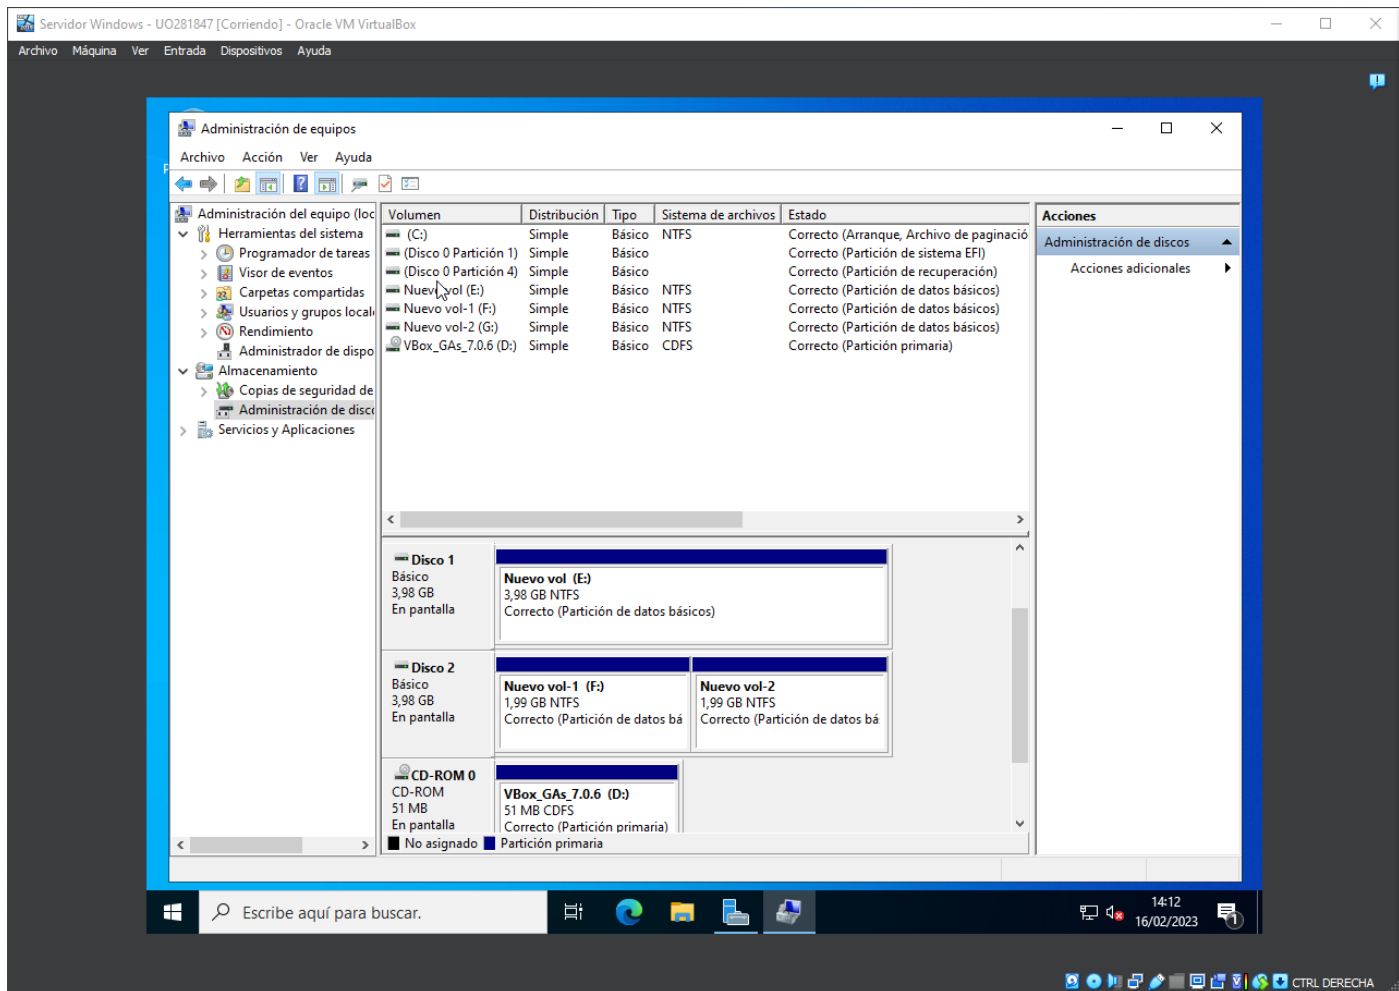 Servidor Windows - UO281847 [Corriendo] - Oracle VM VirtualBox
Archivo Máquina Ver Entrada Dispositivos Ayuda
Administración de equipos
Archivo Acción Ver Ayuda
Administración del equipo (loc
Herramientas del sistema
Programador de tareas
Visor de eventos
Carpetas compartidas
Usuarios y grupos local
Rendimiento
Administrador de dispo
Almacenamiento
Copias de seguridad de
Administración de disc
Servicios y Aplicaciones
Volumen Distribución Tipo Sistema de archivos Estado
(C:) Simple Básico NTFS Correcto (Arranque, Archivo de paginació
(Disco 0 Partición 1) Simple Básico Correcto (Partición de sistema EFI)
(Disco 0 Partición 4) Simple Básico Correcto (Partición de recuperación)
Nuevo vol (E:) Simple Básico NTFS Correcto (Partición de datos básicos)
Nuevo vol-1 (F:) Simple Básico NTFS Correcto (Partición de datos básicos)
Nuevo vol-2 (G:) Simple Básico NTFS Correcto (Partición de datos básicos)
VBox_GAs_7.0.6 (D:) Simple Básico CDFS Correcto (Partición primaria)
Acciones
Administración de discos
Acciones adicionales
Disco 1
Básico
3,98 GB
En pantalla
Nuevo vol (E:)
3,98 GB NTFS
Correcto (Partición de datos básicos)
Disco 2
Básico
3,98 GB
En pantalla
Nuevo vol-1 (F:)
1,99 GB NTFS
Correcto (Partición de datos bá
Nuevo vol-2
1,99 GB NTFS
Correcto (Partición de datos bá
CD-ROM 0
CD-ROM
51 MB
En pantalla
VBox_GAs_7.0.6 (D:)
51 MB CDFS
Correcto (Partición primaria)
No asignado Partición primaria
Escribe aquí para buscar.
14:12
16/02/2023
1
CTRL DERECHA